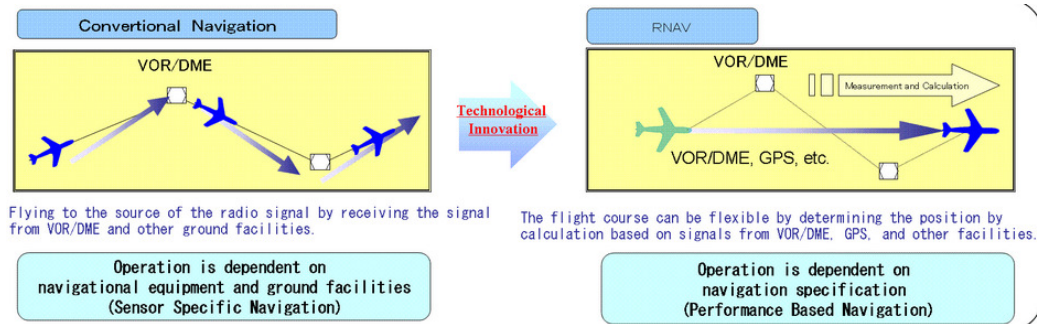 Convertional Navigation
VOR/DME
Flying to the source of the radio signal by receiving the signal
from VOR/DME and other ground facilities.
Operation is dependent on
navigational equipment and ground facilities
(Sensor Specific Navigation)
Technological
Innovation
RNAV
VOR/DME
Measurement and Calculation
VOR/DME, GPS, etc.
The flight course can be flexible by determining the position by
calculation based on signals from VOR/DME, GPS, and other facilities.
Operation is dependent on
navigation specification
(Performance Based Navigation)